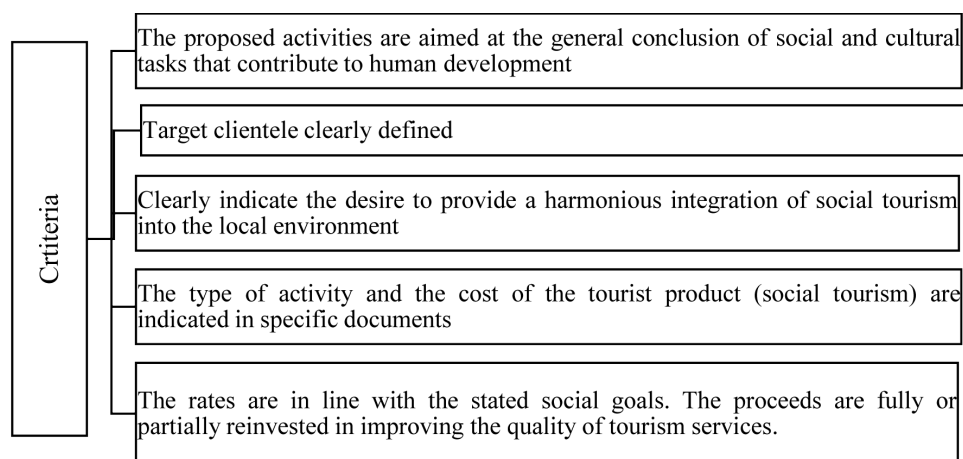 Crtiteria
The proposed activities are aimed at the general conclusion of social and cultural
tasks that contribute to human development
Target clientele clearly defined
Clearly indicate the desire to provide a harmonious integration of social tourism
into the local environment
The type of activity and the cost of the tourist product (social tourism) are
indicated in specific documents
The rates are in line with the stated social goals. The proceeds are fully or
partially reinvested in improving the quality of tourism services.